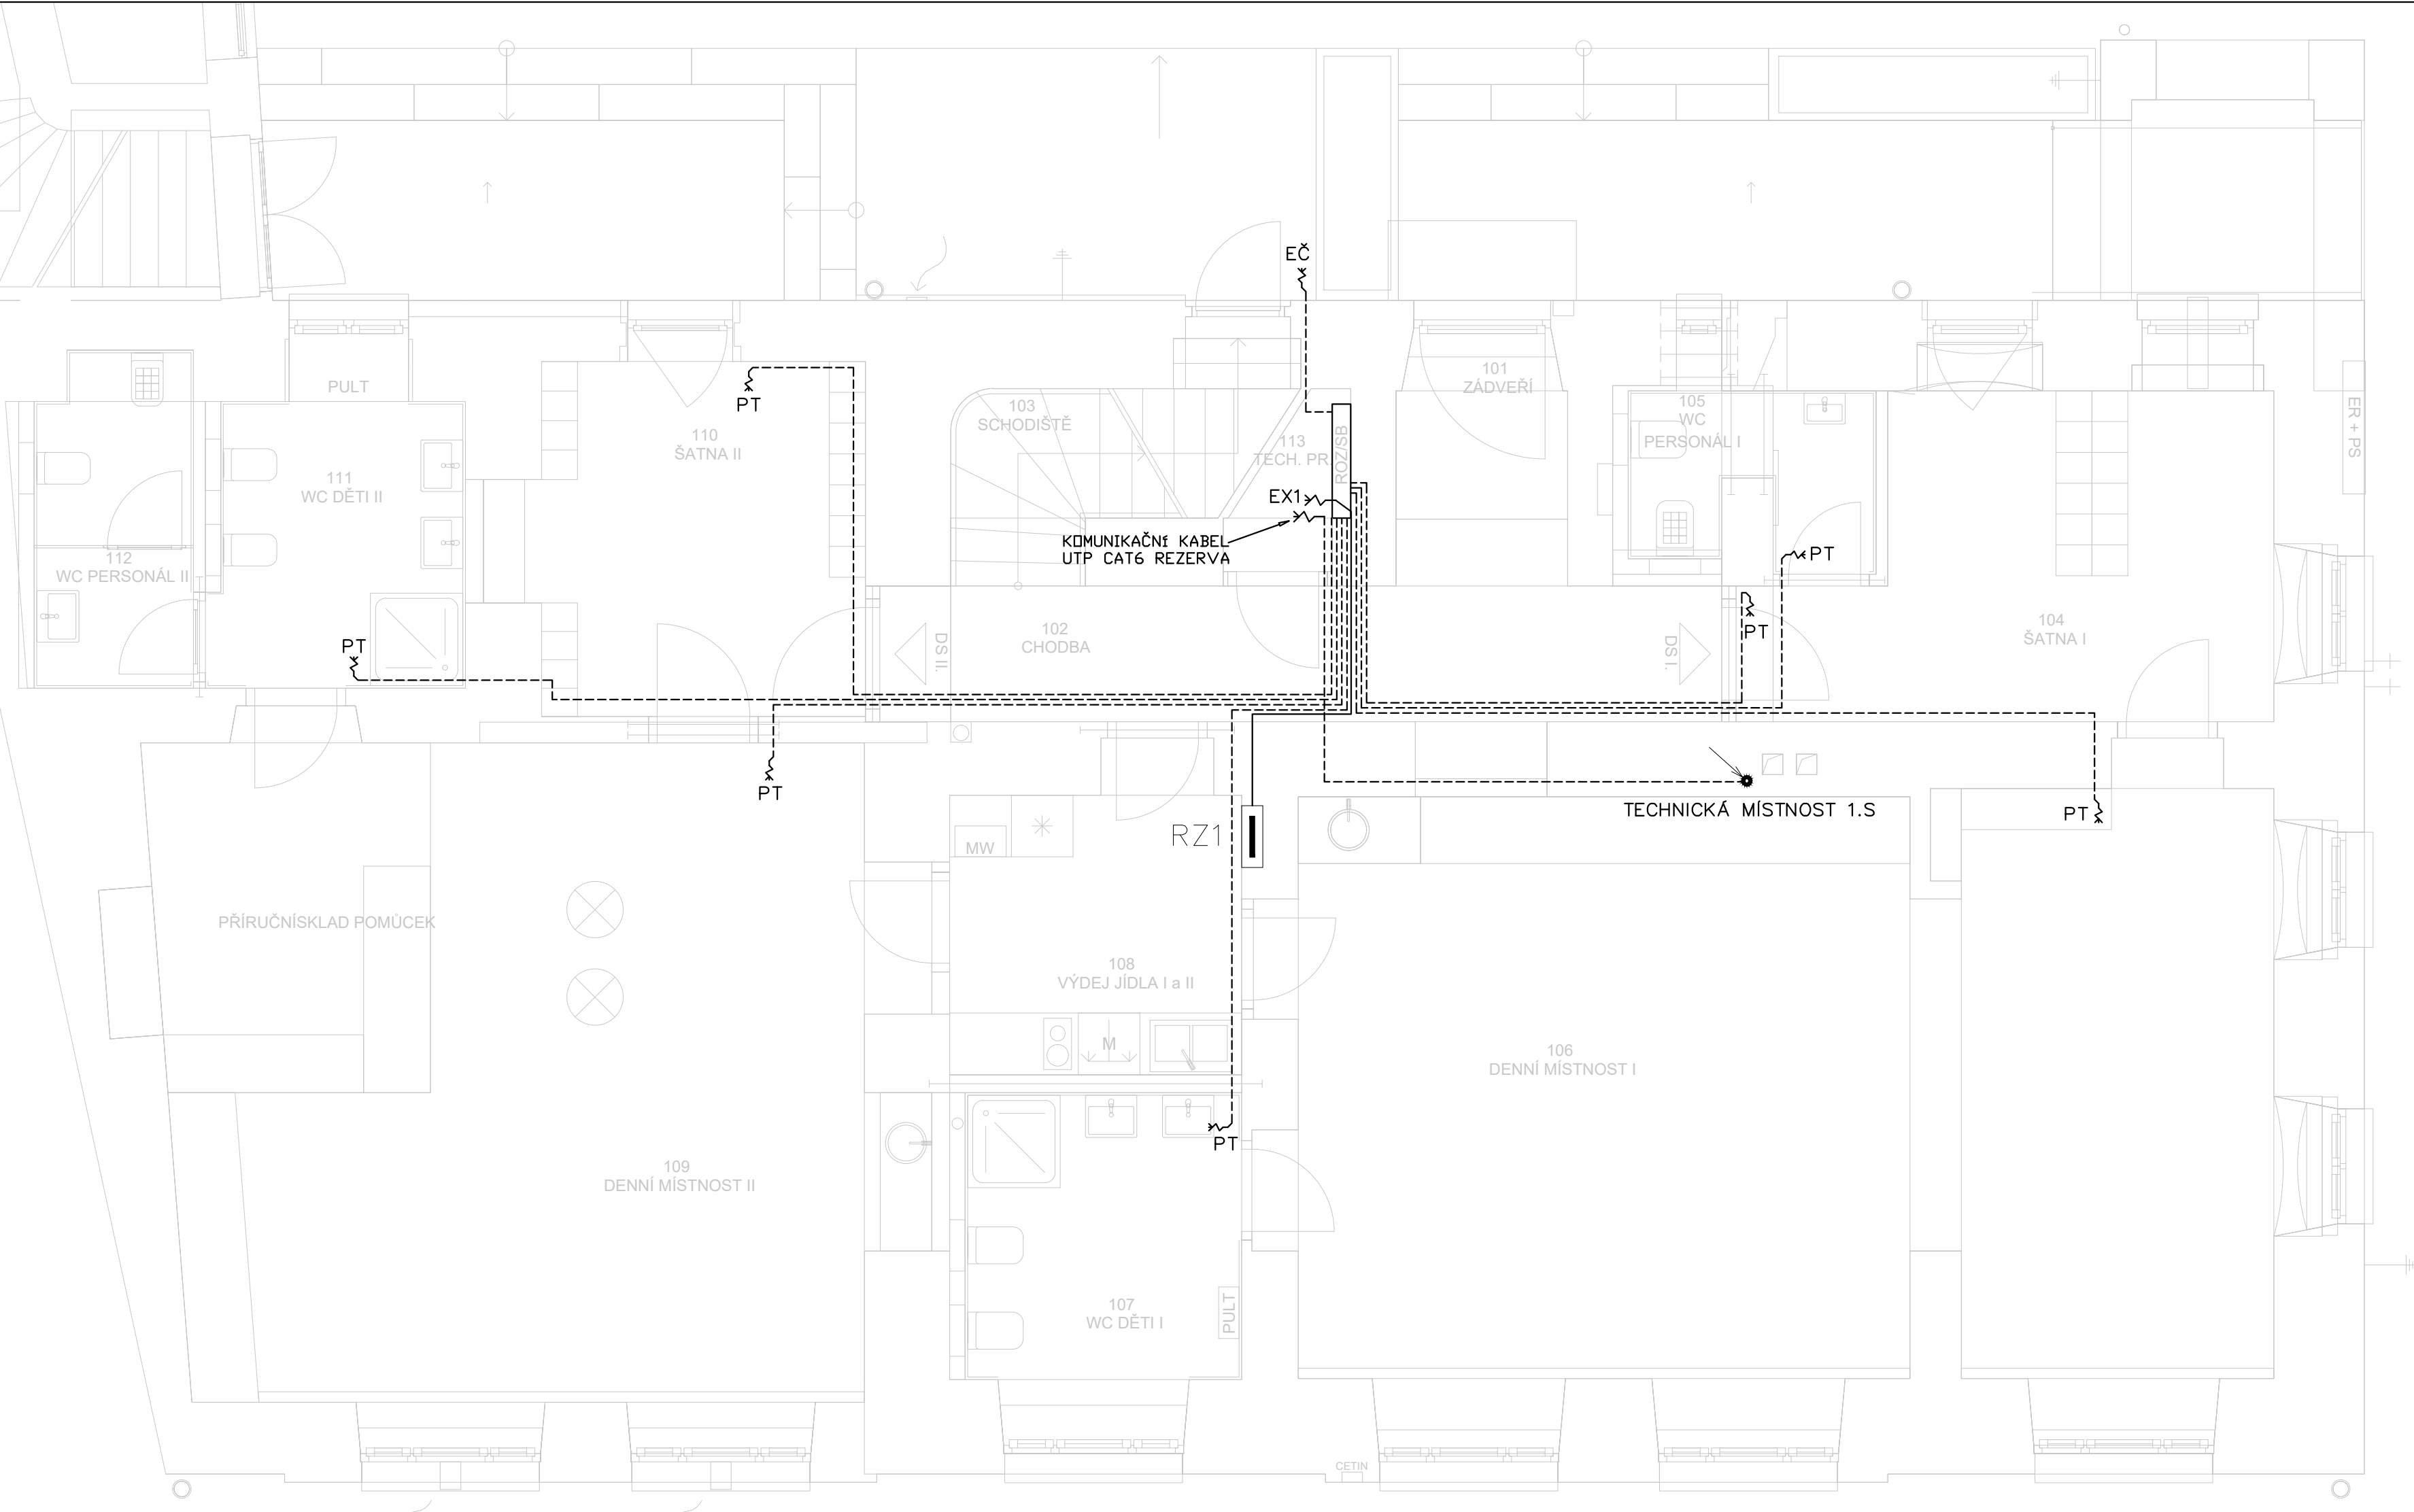 EČ
PULT
PT
101
ZÁDVEŘÍ
103
SCHODIŠTĚ
105
WC
PERSONÁL I
ER + PS
110
ŠATNA II
113
TECH. PR.
ROZ/SB
111
WC DĚTI II
EX1
KOMUNIKAČNÍ KABEL
UTP CAT6 REZERVA
112
WC PERSONÁL II
PT
PT
PT
102
CHODBA
DS II.
DS I.
104
ŠATNA I
PT
RZ1
MW
TECHNICKÁ MÍSTNOST 1.S
PT
PŘÍRUČNÍSKLAD POMŮCEK
108
VÝDEJ JÍDLA I a II
M
106
DENNÍ MÍSTNOST I
PT
109
DENNÍ MÍSTNOST II
107
WC DĚTI I
PULT
CETIN